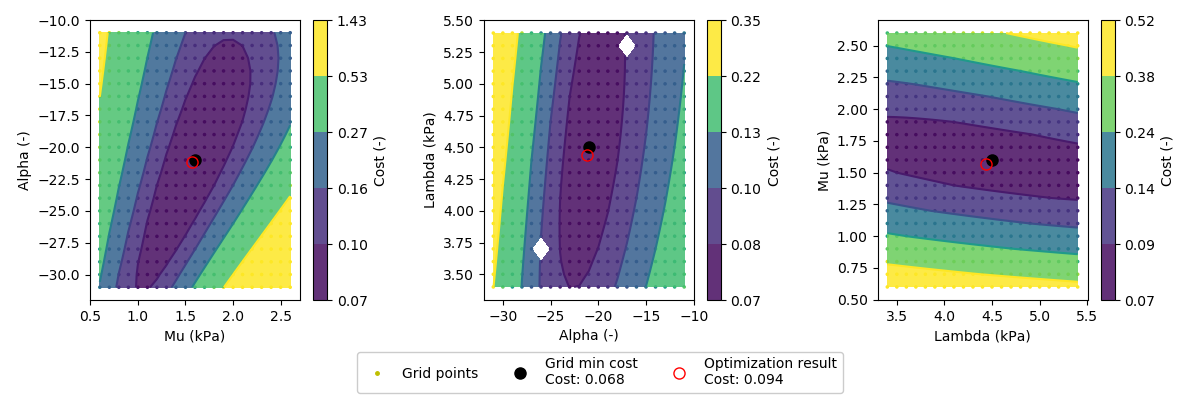 −10.0
−12.5
−15.0
−17.5
−20.0
−22.5
−25.0
−27.5
−30.0
Alpha (-)
0.5 1.0 1.5 2.0 2.5
Mu (kPa)
1.43
0.53
0.27
0.16
0.10
0.07
Cost (-)
5.50
5.25
5.00
4.75
4.50
4.25
4.00
3.75
3.50
Lambda (kPa)
−30 −25 −20 −15 −10
Alpha (-)
0.35
0.22
0.13
0.10
0.08
0.07
Cost (-)
2.50
2.25
2.00
1.75
1.50
1.25
1.00
0.75
0.50
Mu (kPa)
3.5 4.0 4.5 5.0 5.5
Lambda (kPa)
0.52
0.38
0.24
0.14
0.09
0.07
Cost (-)
Grid points
Grid min cost
Cost: 0.068
Optimization result
Cost: 0.094